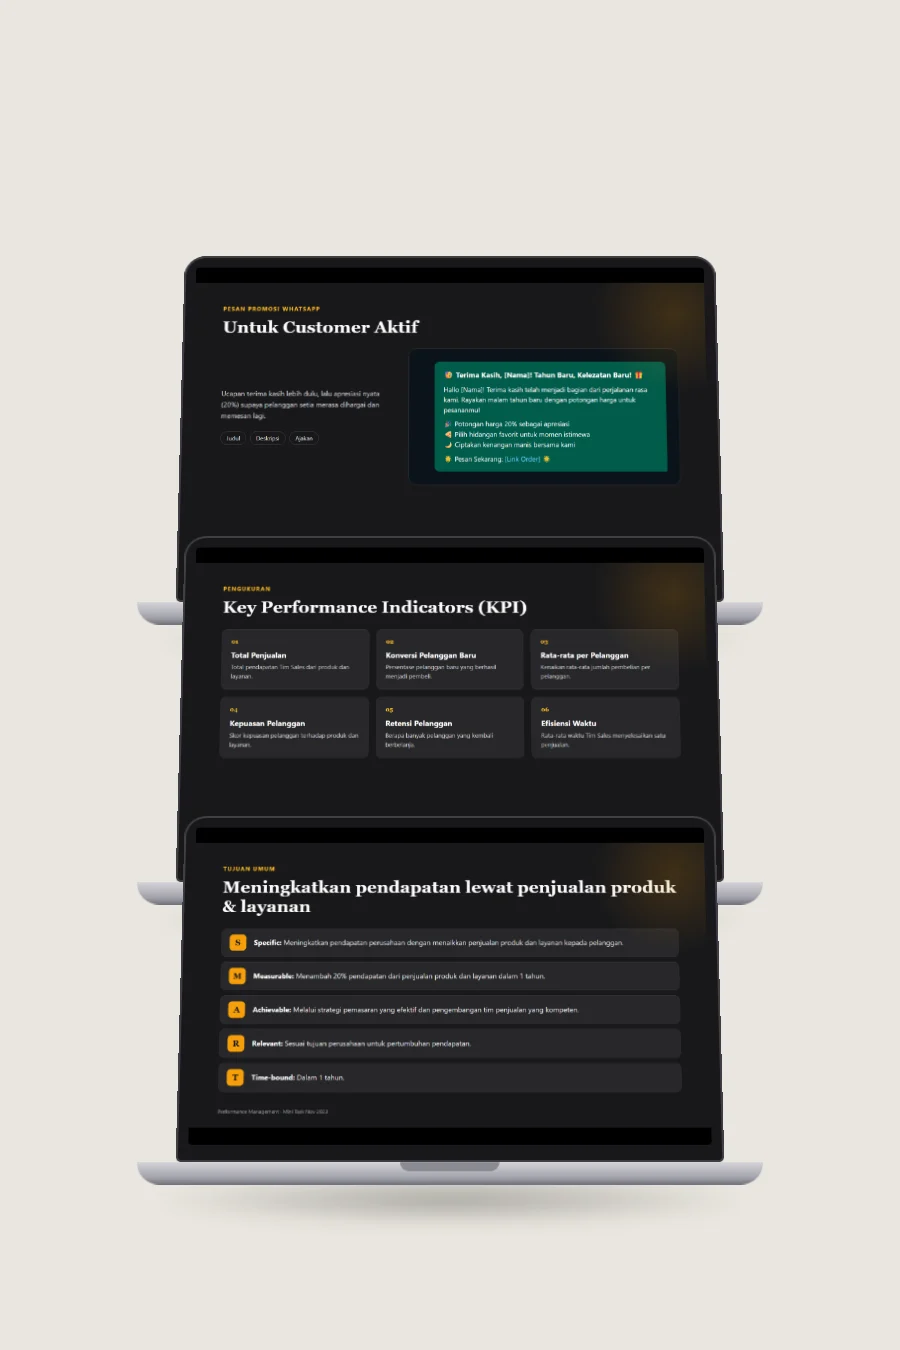 PESAN PROMOSI WHATSAPP
Untuk Customer Aktif
Ucapan terima kasih lebih dulu, lalu apresiasi nyata
(20%) supaya pelanggan setia merasa dihargai dan
memesan lagi.
Judul
Deskripsi
Ajakan
Terima Kasih, [Nama]! Tahun Baru, Kelezatan Baru! 🎁
Hallo [Nama]! Terima kasih telah menjadi bagian dari perjalanan rasa
kami. Rayakan malam tahun baru dengan potongan harga untuk
pesananmu!
🎉 Potongan harga 20% sebagai apresiasi
🍕 Pilih hidangan favorit untuk momen istimewa
🌙 Ciptakan kenangan manis bersama kami
🌟 Pesan Sekarang: [Link Order] 🌟
PENGUKURAN
Key Performance Indicators (KPI)
01
Total Penjualan
Total pendapatan Tim Sales dari produk dan
layanan.
02
Konversi Pelanggan Baru
Persentase pelanggan baru yang berhasil
menjadi pembeli.
03
Rata-rata per Pelanggan
Kenaikan rata-rata jumlah pembelian per
pelanggan.
04
Kepuasan Pelanggan
Skor kepuasan pelanggan terhadap produk dan
layanan.
05
Retensi Pelanggan
Berapa banyak pelanggan yang kembali
berbelanja.
06
Efisiensi Waktu
Rata-rata waktu Tim Sales menyelesaikan satu
penjualan.
TUJUAN UMUM
Meningkatkan pendapatan lewat penjualan produk
& layanan
S Specific: Meningkatkan pendapatan perusahaan dengan menaikkan penjualan produk dan layanan kepada pelanggan.
M Measurable: Menambah 20% pendapatan dari penjualan produk dan layanan dalam 1 tahun.
A Achievable: Melalui strategi pemasaran yang efektif dan pengembangan tim penjualan yang kompeten.
R Relevant: Sesuai tujuan perusahaan untuk pertumbuhan pendapatan.
T Time-bound: Dalam 1 tahun.
Performance Management · Mini Task Nov 2023